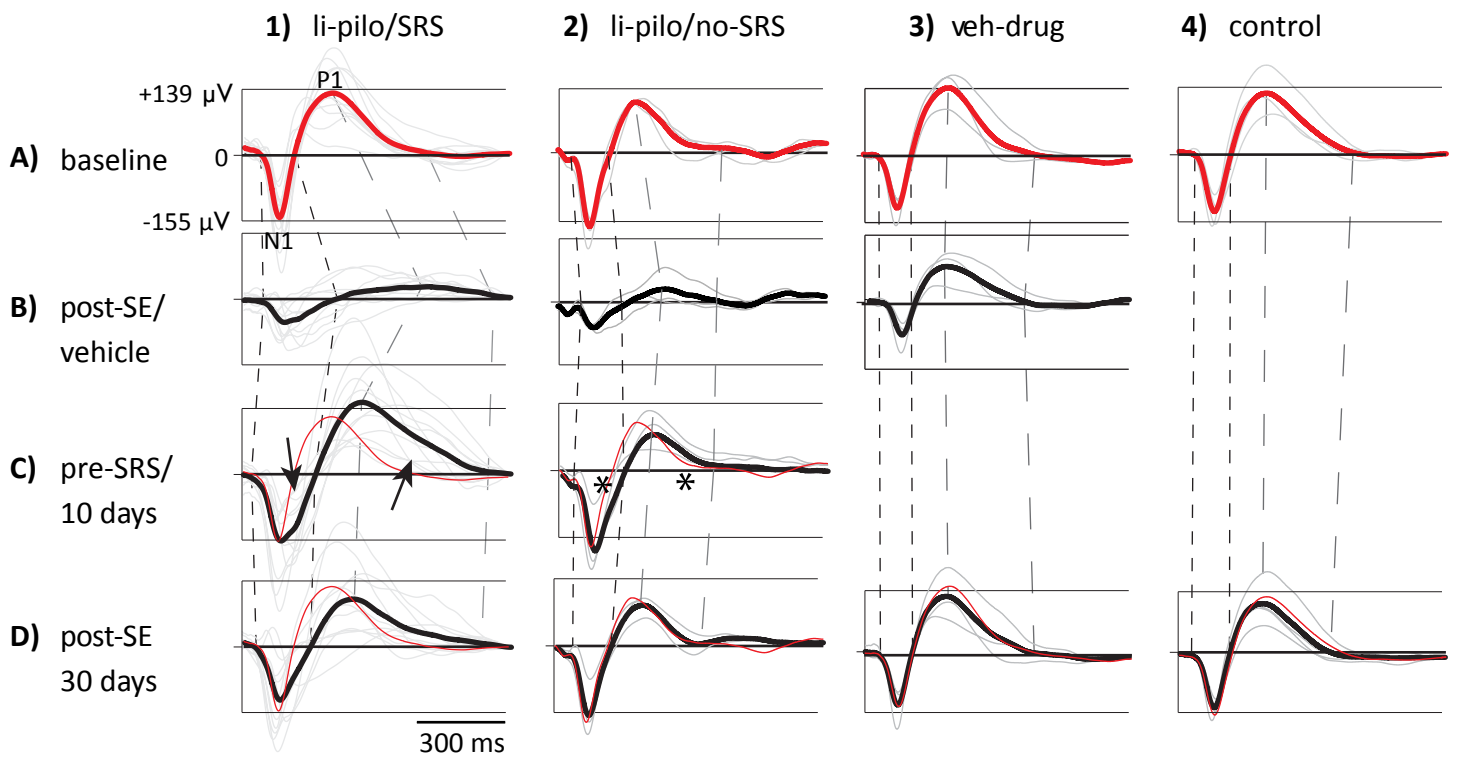 1) li-pilo/SRS
2) li-pilo/no-SRS
3) veh-drug
4) control
P1
+139 µV
A) baseline
0
-155 µV
N1
B) post-SE/
vehicle
C) pre-SRS/
10 days
* *
D) post-SE
30 days
300 ms